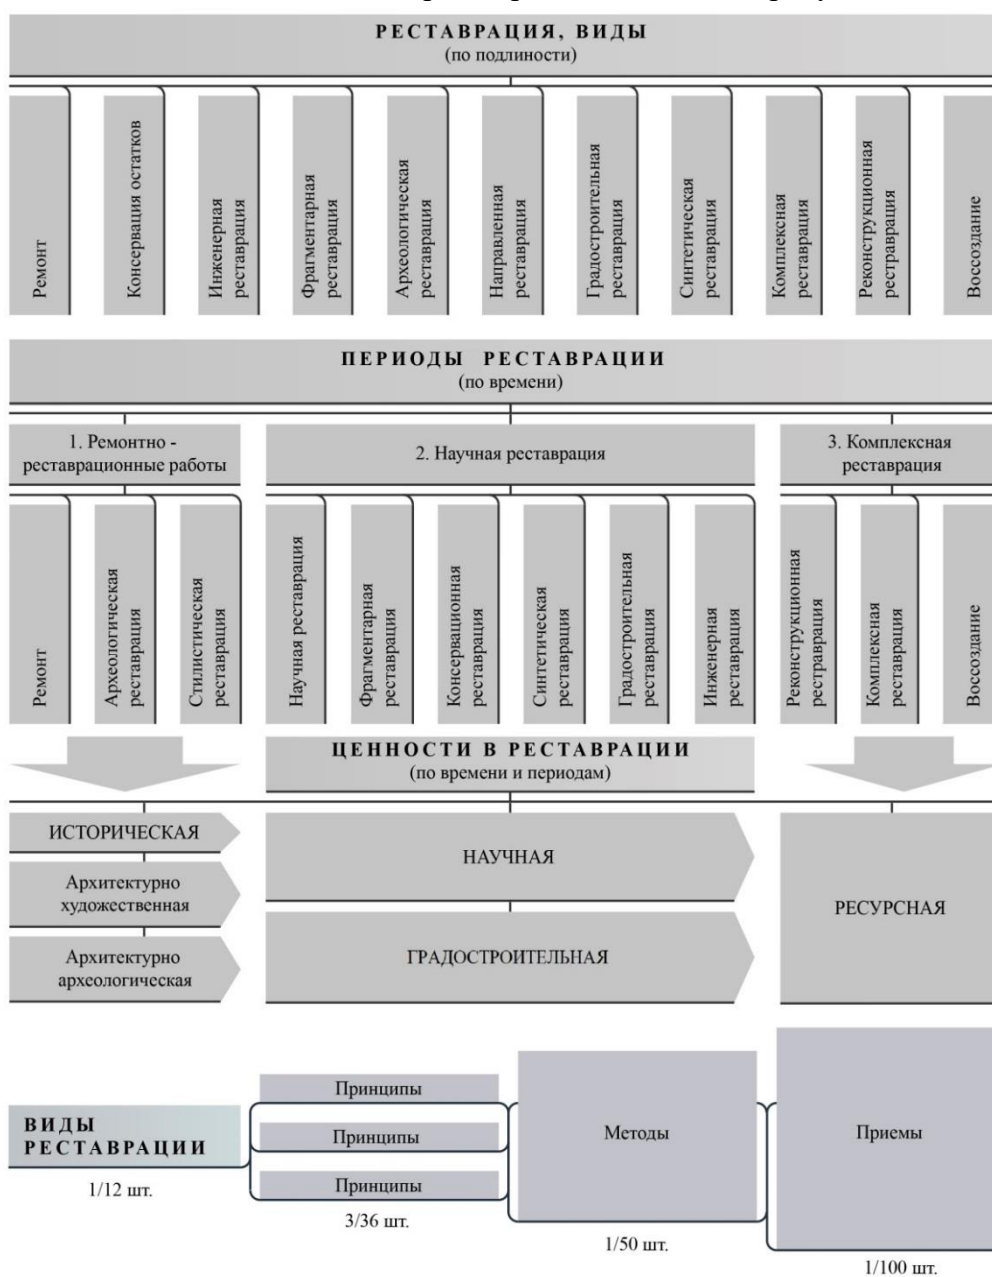 РЕСТАВРАЦИЯ, ВИДЫ
(по подлиности)
Ремонт
Консервация остатков
Инженерная
реставрация
Фрагментарная
реставрация
Археологическая
реставрация
Направленная
реставрация
Градостроительная
реставрация
Синтетическая
реставрация
Комплексная
реставрация
Реконструкционная
рестраврация
Воссоздание
ПЕРИОДЫ РЕСТАВРАЦИИ
(по времени)
1. Ремонтно -
реставрационные работы
2. Научная реставрация
3. Комплексная
реставрация
Ремонт
Археологическая
реставрация
Стилистическая
реставрация
Научная реставрация
Фрагментарная
реставрация
Консервационная
реставрация
Синтетическая
реставрация
Градостроительная
реставрация
Инженерная
реставрация
Реконструкционная
рестраврация
Комплексная
реставрация
Воссоздание
ЦЕННОСТИ В РЕСТАВРАЦИИ
(по времени и периодам)
ИСТОРИЧЕСКАЯ
Архитектурно
художественная
Архитектурно
археологическая
НАУЧНАЯ
ГРАДОСТРОИТЕЛЬНАЯ
РЕСУРСНАЯ
ВИДЫ
РЕСТАВРАЦИИ
1/12 шт.
Принципы
Принципы
Принципы
3/36 шт.
Методы
1/50 шт.
Приемы
1/100 шт.